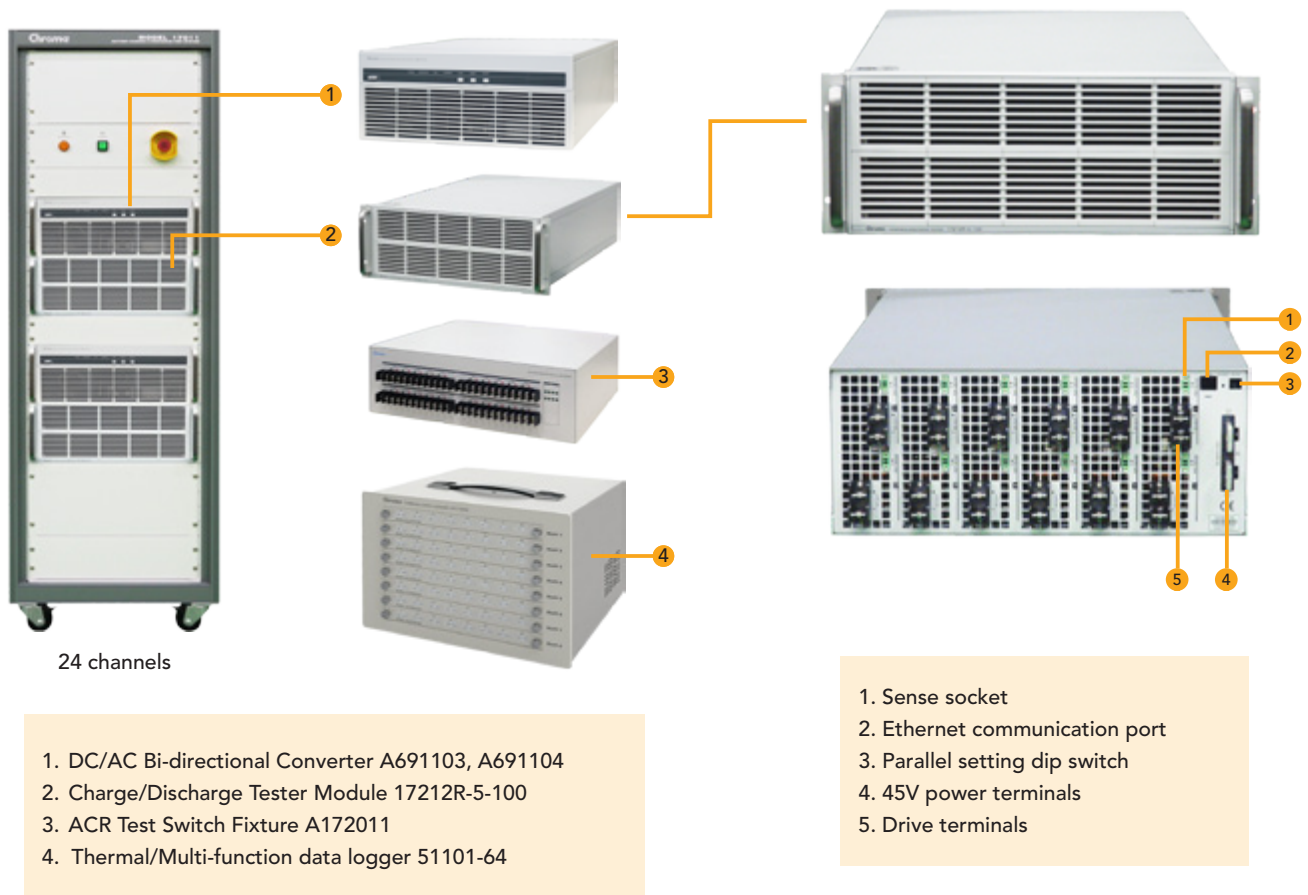 Chroma MODEL 17011
1
2
3
4
1
2
3
5 4
24 channels
1. DC/AC Bi-directional Converter A691103, A691104
2. Charge/Discharge Tester Module 17212R-5-100
3. ACR Test Switch Fixture A172011
4. Thermal/Multi-function data logger 51101-64
1. Sense socket
2. Ethernet communication port
3. Parallel setting dip switch
4. 45V power terminals
5. Drive terminals